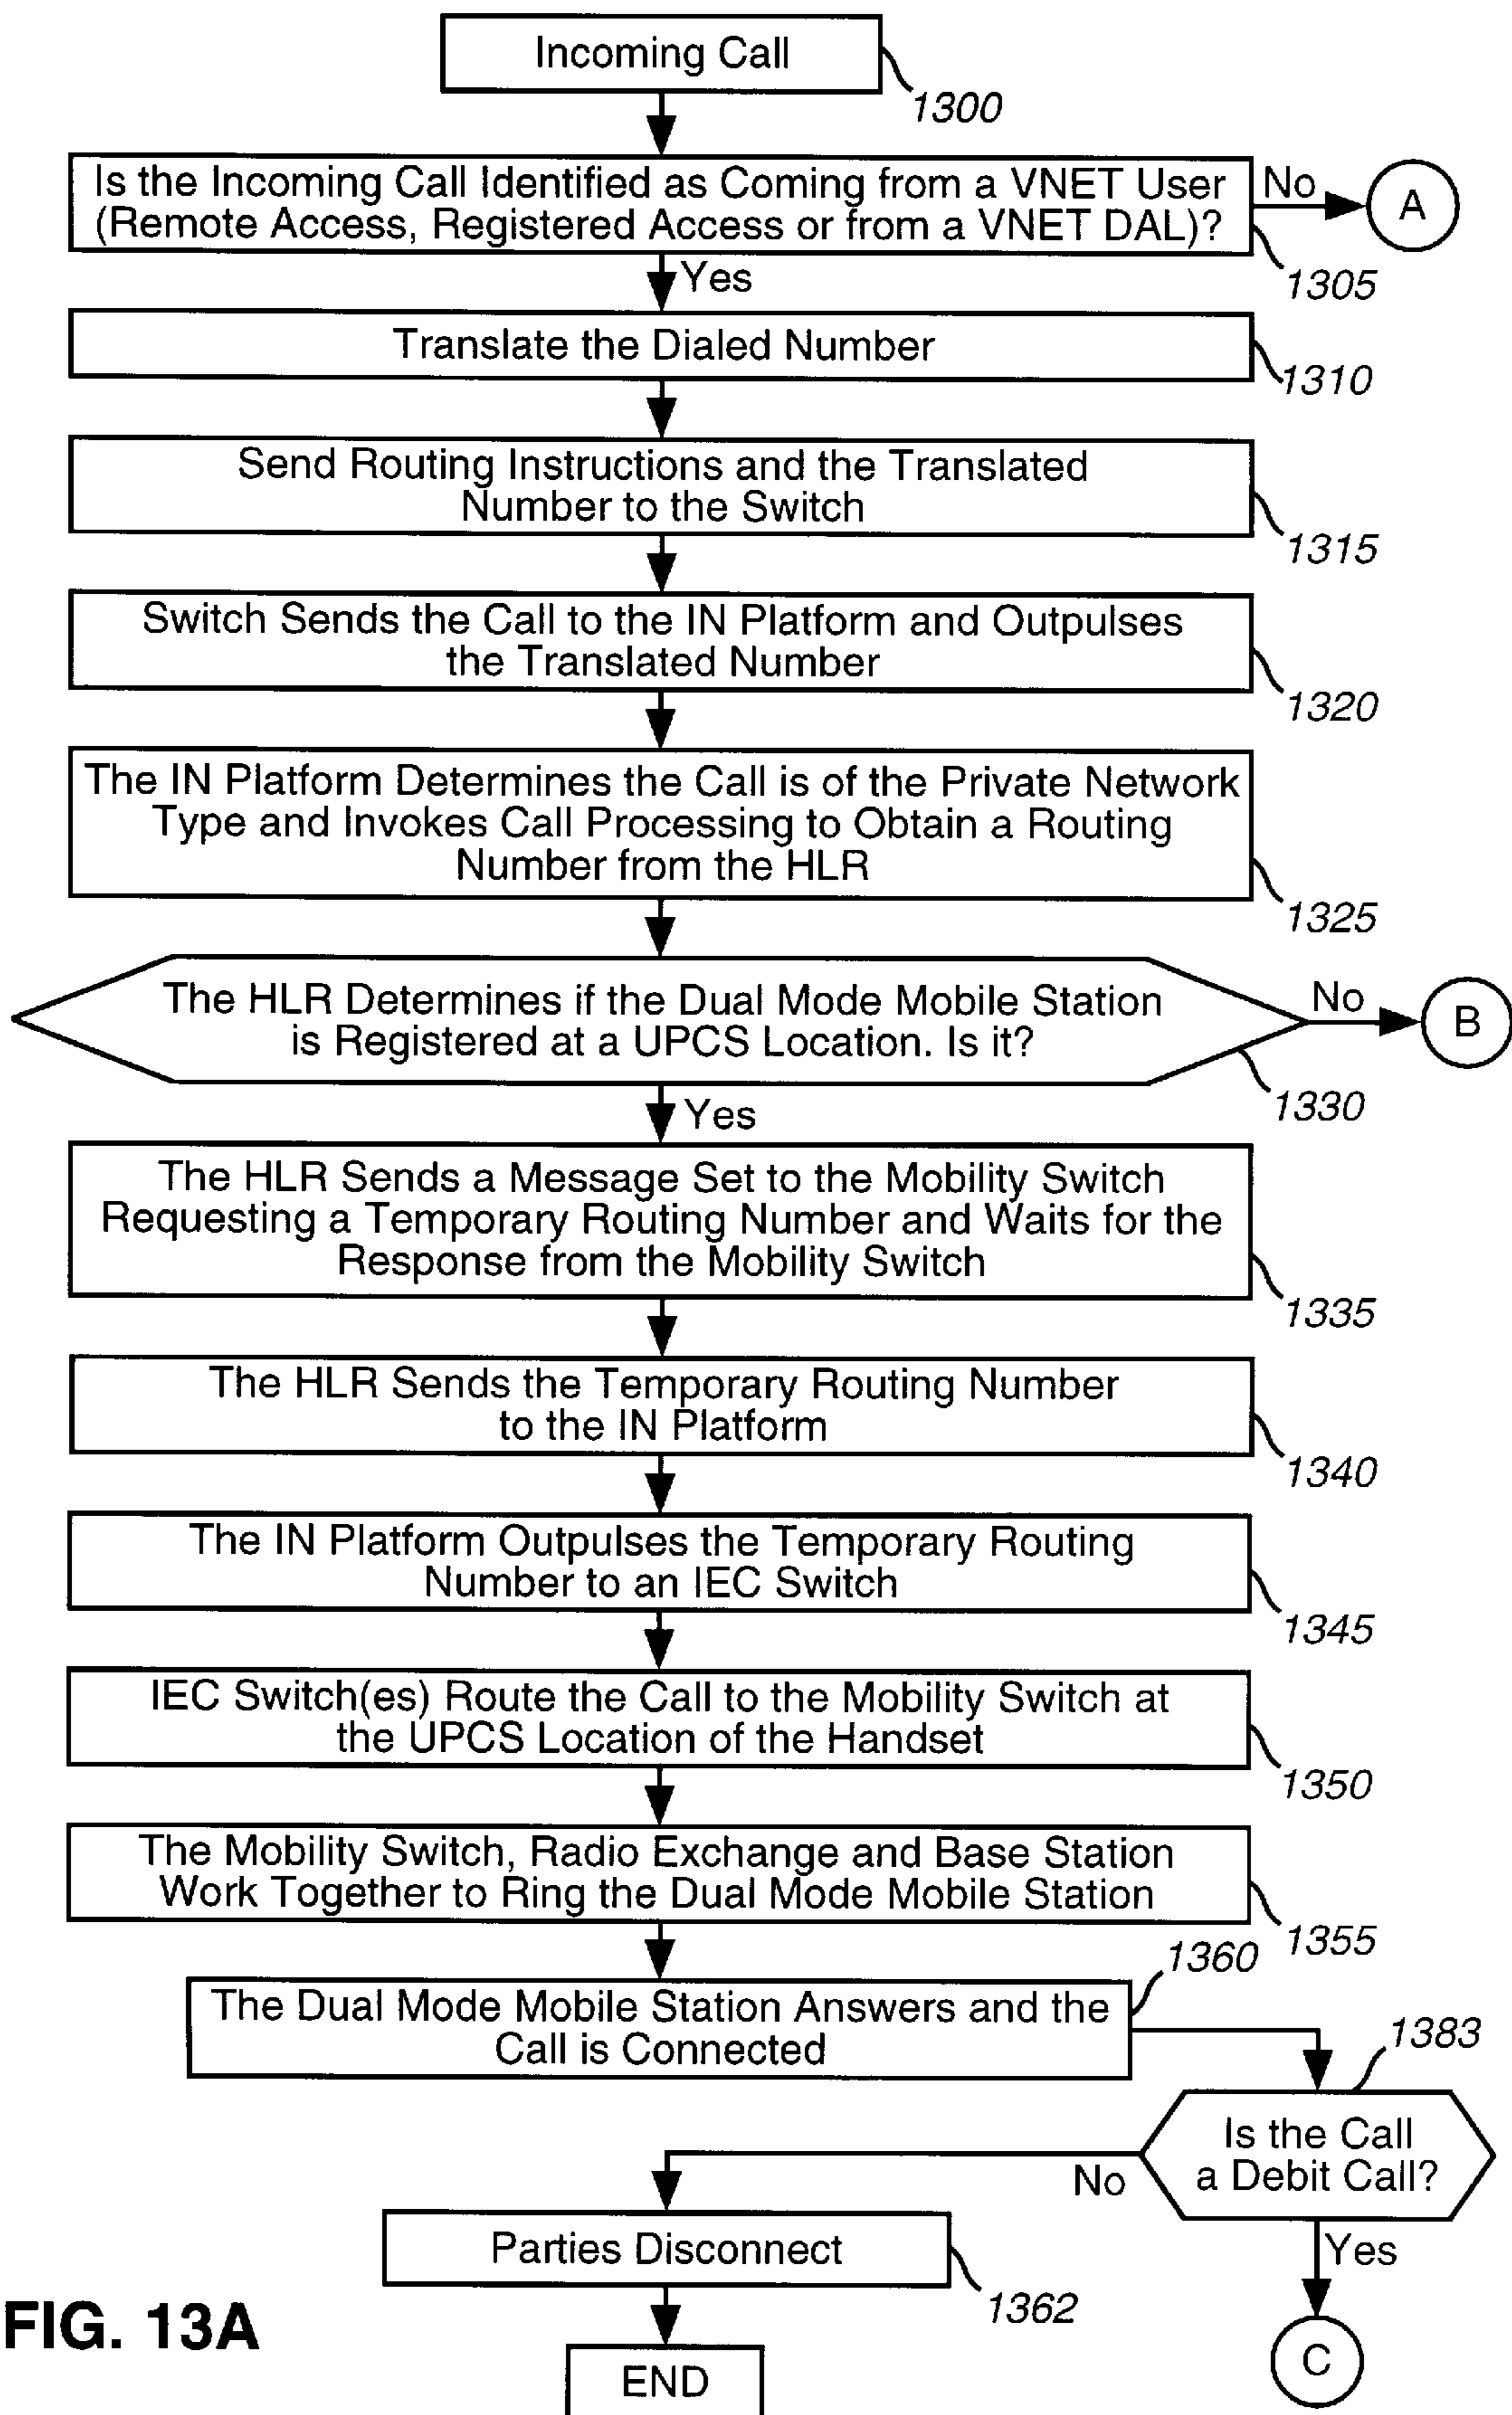 Incoming Call
1300
Is the Incoming Call Identified as Coming from a VNET User
(Remote Access, Registered Access or from a VNET DAL)?
No
A
1305
Yes
Translate the Dialed Number
1310
Send Routing Instructions and the Translated
Number to the Switch
1315
Switch Sends the Call to the IN Platform and Outpulses
the Translated Number
1320
The IN Platform Determines the Call is of the Private Network
Type and Invokes Call Processing to Obtain a Routing
Number from the HLR
1325
The HLR Determines if the Dual Mode Mobile Station
is Registered at a UPCS Location. Is it?
No
B
1330
Yes
The HLR Sends a Message Set to the Mobility Switch
Requesting a Temporary Routing Number and Waits for the
Response from the Mobility Switch
1335
The HLR Sends the Temporary Routing Number
to the IN Platform
1340
The IN Platform Outpulses the Temporary Routing
Number to an IEC Switch
1345
IEC Switch(es) Route the Call to the Mobility Switch at
the UPCS Location of the Handset
1350
The Mobility Switch, Radio Exchange and Base Station
Work Together to Ring the Dual Mode Mobile Station
1355
1360
The Dual Mode Mobile Station Answers and the
Call is Connected
1383
Is the Call
a Debit Call?
No
Yes
Parties Disconnect
1362
FIG. 13A
END
C